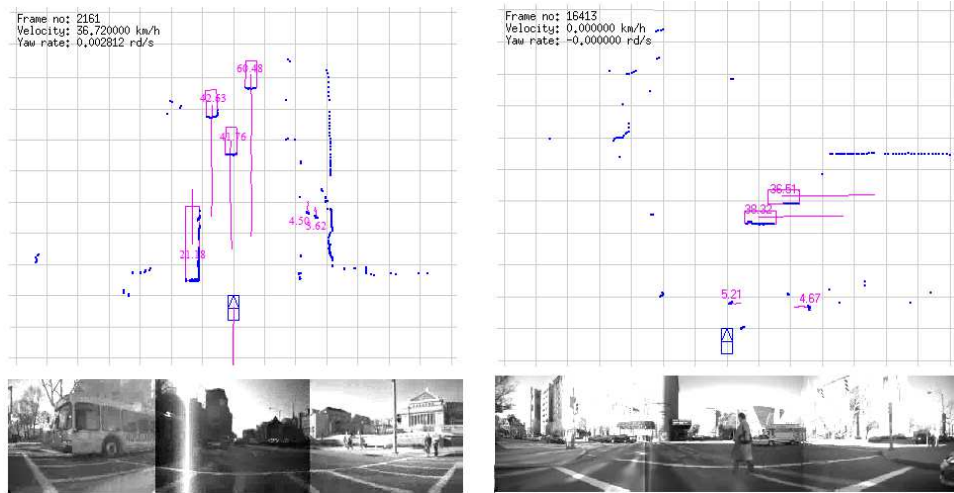 Frame no: 2161
Velocity: 36.720000 km/h
Yaw rate: 0.002812 rd/s
60.48
42.63
41.76
4.50
3.62
21.18
Frame no: 16413
Velocity: 0.000000 km/h
Yaw rate: -0.000000 rd/s
36.51
38.32
5.21
4.67